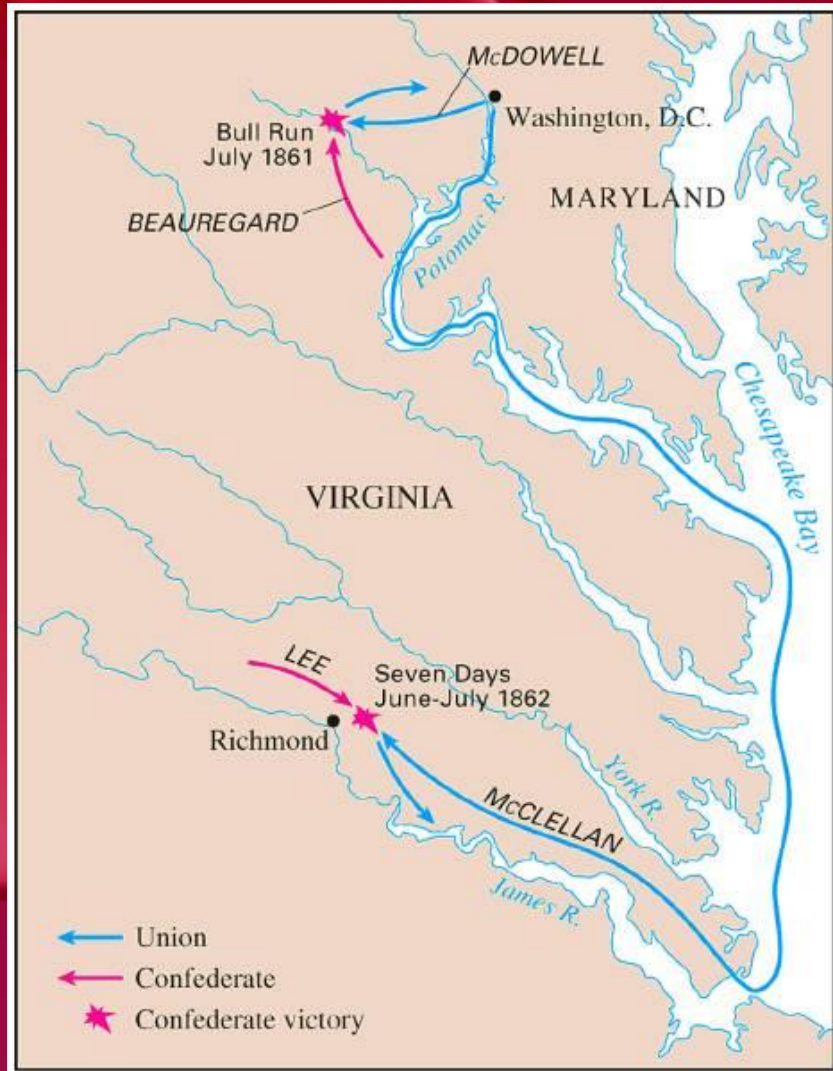 McDOWELL
Washington, D.C.
Bull Run
July 1861
MARYLAND
BEAUREGARD
Potomac R.
Chesapeake Bay
VIRGINIA
LEE
Seven Days
June-July 1862
Richmond
York R.
McCLELLAN
James R.
Union
Confederate
Confederate victory